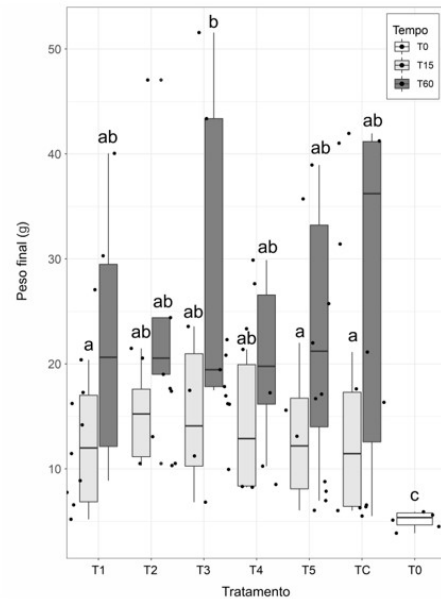 Tempo
T0
T15
T60
Peso final (g)
50
40
30
20
10
a
ab
ab
ab
ab
b
ab
ab
a
ab
a
ab
c
T1
T2
T3
T4
T5
TC
T0
Tratamento